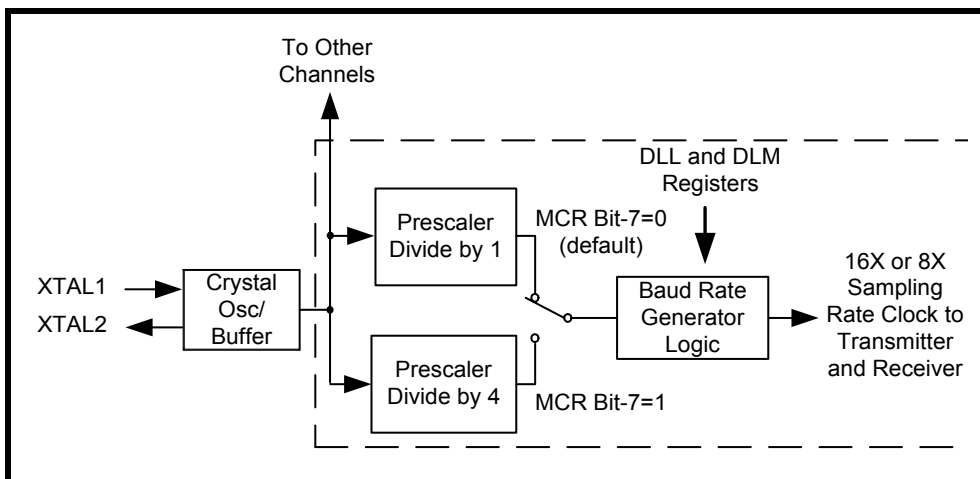 To Other
Channels
DLL and DLM
Registers
Prescaler
Divide by 1
MCR Bit-7=0
(default)
XTAL1
XTAL2
Crystal
Osc/
Buffer
Baud Rate
Generator
Logic
16X or 8X
Sampling
Rate Clock to
Transmitter
and Receiver
Prescaler
Divide by 4
MCR Bit-7=1